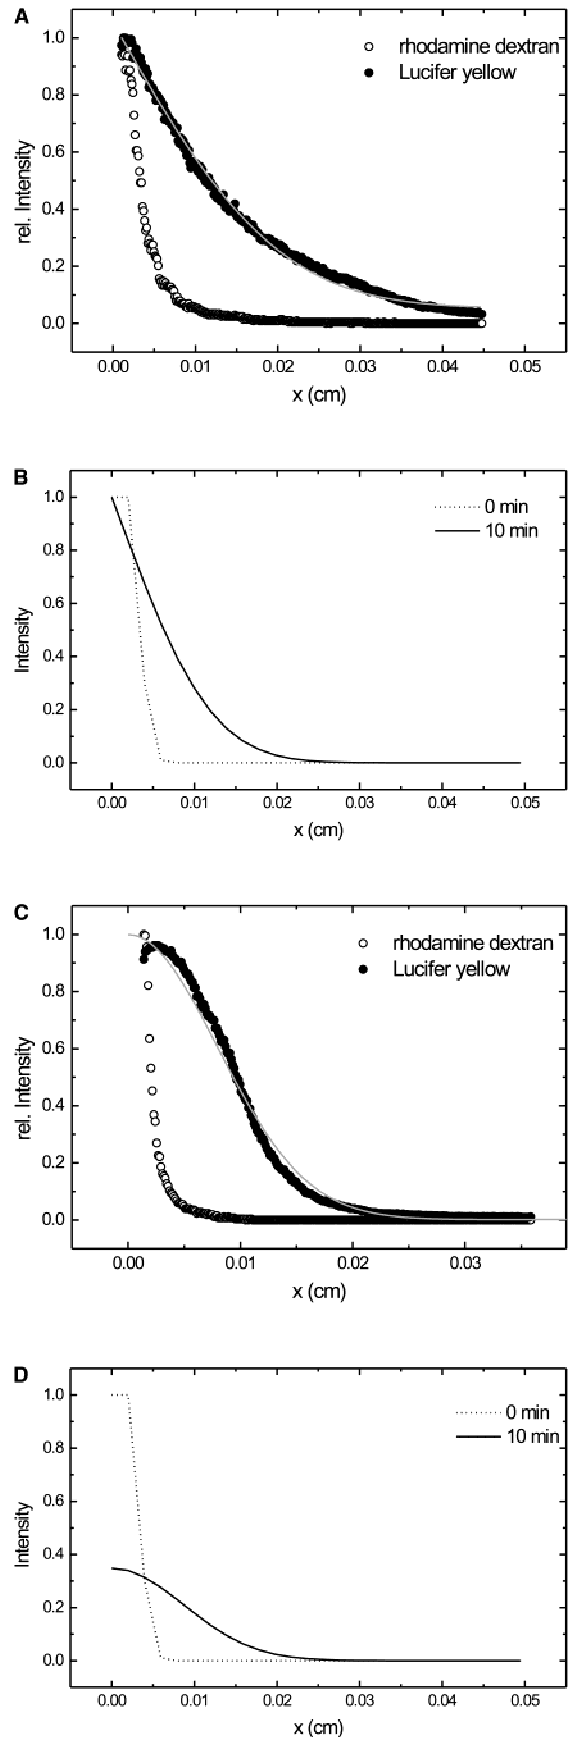 A
rhodamine dextran
Lucifer yellow
1.0
0.8
0.6
0.4
0.2
0.0
rel. Intensity
0.00 0.01 0.02 0.03 0.04 0.05
x (cm)
B
0 min
10 min
1.0
0.8
0.6
0.4
0.2
0.0
Intensity
0.00 0.01 0.02 0.03 0.04 0.05
x (cm)
C
rhodamine dextran
Lucifer yellow
1.0
0.8
0.6
0.4
0.2
0.0
rel. Intensity
0.00 0.01 0.02 0.03
x (cm)
D
0 min
10 min
1.0
0.8
0.6
0.4
0.2
0.0
Intensity
0.00 0.01 0.02 0.03 0.04 0.05
x (cm)